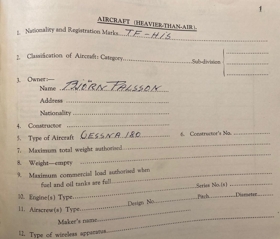 1
AIRCRAFT (HEAVIER-THAN-AIR).
1. Nationality and Registration Marks TF-HIS
2. Classification of Aircraft: Category Sub-division
3. Owner:—
Name BJÖRN PÁLSSON
Address
Nationality
4. Constructor
5. Type of Aircraft CESSNA 180 6. Constructor's No.
7. Maximum total weight authorised
8. Weight—empty
9. Maximum commercial load authorised when
fuel and oil tanks are full
10. Engine(s) Type Series No.(s)
11. Airscrew(s) Type Design No. Pitch Diameter
Maker's name
12. Type of wireless apparatus